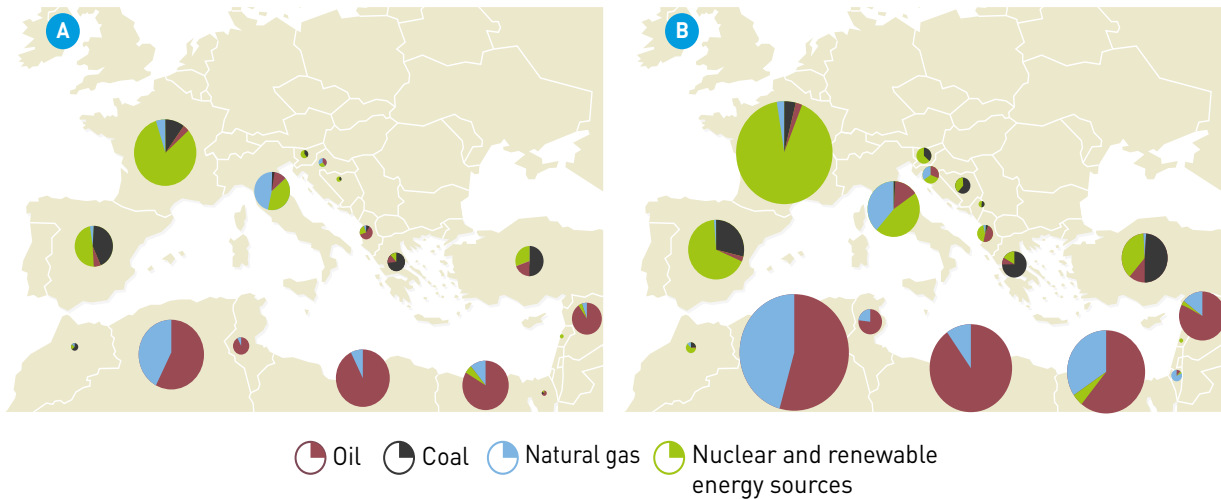 A
B
Oil
Coal
Natural gas
Nuclear and renewable
energy sources